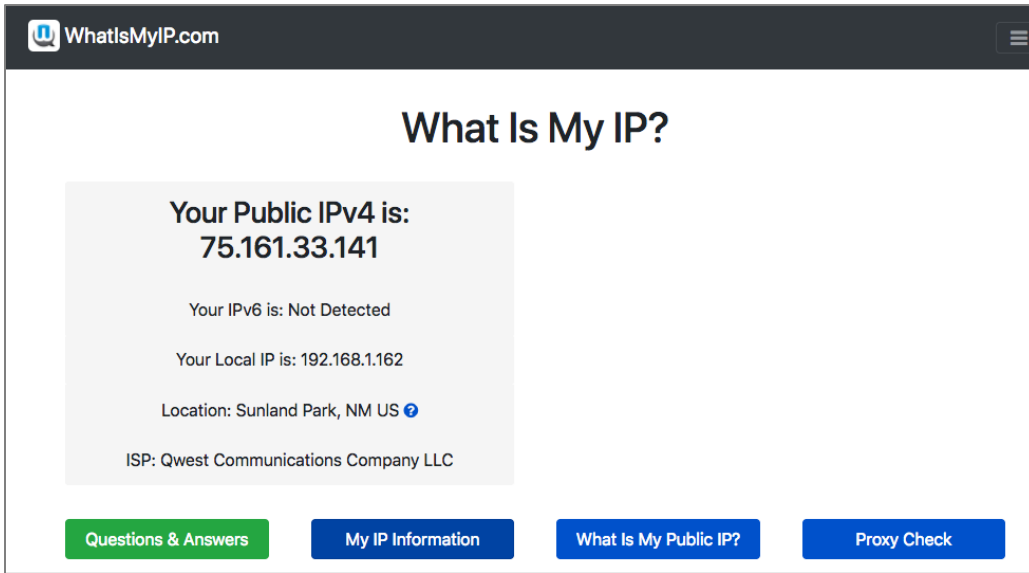 WhatIsMyIP.com
What Is My IP?
Your Public IPv4 is:
75.161.33.141
Your IPv6 is: Not Detected
Your Local IP is: 192.168.1.162
Location: Sunland Park, NM US
ISP: Qwest Communications Company LLC
Questions & Answers
My IP Information
What Is My Public IP?
Proxy Check